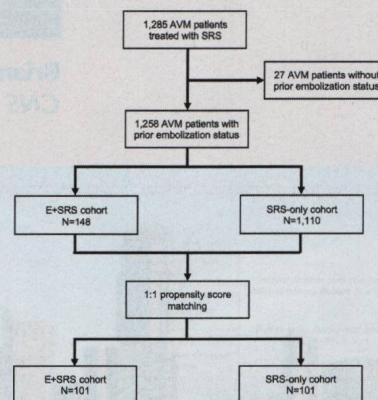 1,285 AVM patients
treated with SRS
27 AVM patients without
prior embolization status
1,258 AVM patients with
prior embolization status
E+SRS cohort
N=148
SRS-only cohort
N=1,110
1:1 propensity score
matching
E+SRS cohort
N=101
SRS-only cohort
N=101